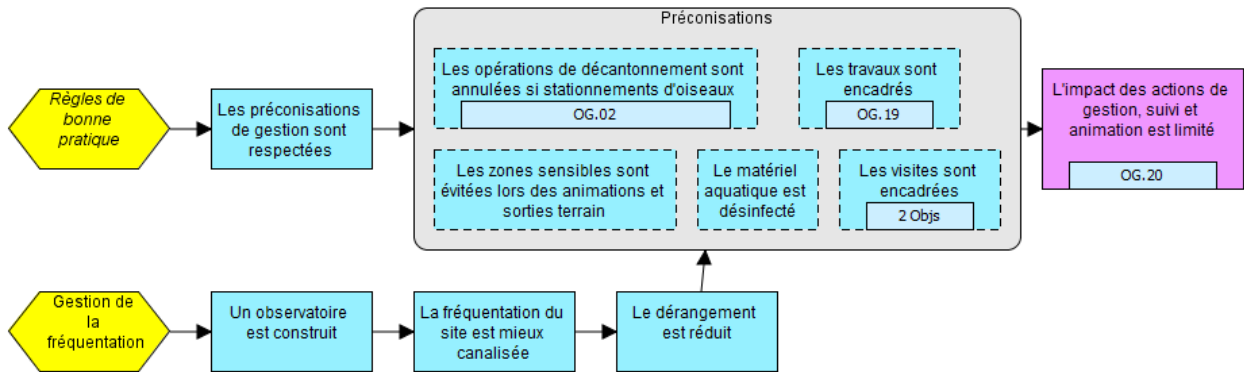 Préconisations
Règles de
bonne
pratique
Les préconisations
de gestion sont
respectées
Les opérations de décantonnement sont
annulées si stationnements d'oiseaux
OG.02
Les travaux sont
encadrés
OG.19
Les zones sensibles sont
évitées lors des animations et
sorties terrain
Le matériel
aquatique est
désinfecté
Les visites sont
encadrées
2 Objs
L'impact des actions de
gestion, suivi et
animation est limité
OG.20
Gestion de
la
fréquentation
Un observatoire
est construit
La fréquentation du
site est mieux
canalisée
Le dérangement
est réduit